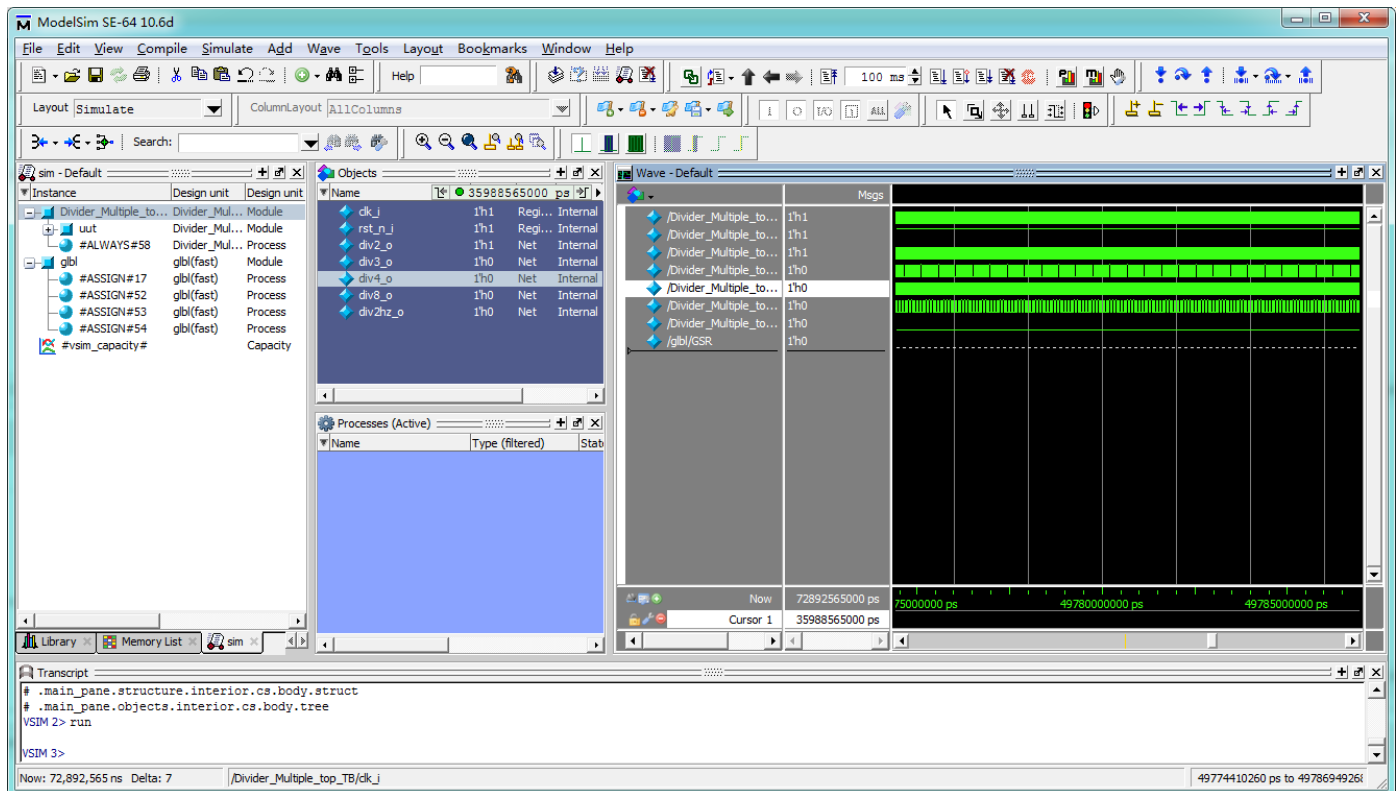 ModelSim SE-64 10.6d
File Edit View Compile Simulate Add Wave Tools Layout Bookmarks Window Help
Help 100 ms
Layout Simulate ColumnLayout AllColumns
Search:
sim - Default
Instance Design unit Design unit
Divider_Multiple_to... Divider_Mul... Module
uut Divider_Mul... Module
#ALWAYS#58 Divider_Mul... Process
glbl glbl(fast) Module
#ASSIGN#17 glbl(fast) Process
#ASSIGN#52 glbl(fast) Process
#ASSIGN#53 glbl(fast) Process
#ASSIGN#54 glbl(fast) Process
#vsim_capacity# Capacity
Library Memory List sim
Objects
Name 35988565000 ps
clk_i 1'h1 Regi... Internal
rst_n_i 1'h1 Regi... Internal
div2_o 1'h1 Net Internal
div3_o 1'h0 Net Internal
div4_o 1'h0 Net Internal
div8_o 1'h0 Net Internal
div2hz_o 1'h0 Net Internal
Processes (Active)
Name Type (filtered) Stat
Wave - Default
Msgs
/Divider_Multiple_to... 1'h1
/Divider_Multiple_to... 1'h1
/Divider_Multiple_to... 1'h1
/Divider_Multiple_to... 1'h0
/Divider_Multiple_to... 1'h0
/Divider_Multiple_to... 1'h0
/Divider_Multiple_to... 1'h0
/glbl/GSR 1'h0
Now 72892565000 ps 75000000 ps 49780000000 ps 49785000000 ps
Cursor 1 35988565000 ps
Transcript
# .main_pane.structure.interior.cs.body.struct
# .main_pane.objects.interior.cs.body.tree
VSIM 2> run
VSIM 3>
Now: 72,892,565 ns Delta: 7 /Divider_Multiple_top_TB/clk_i 49774410260 ps to 4978694926